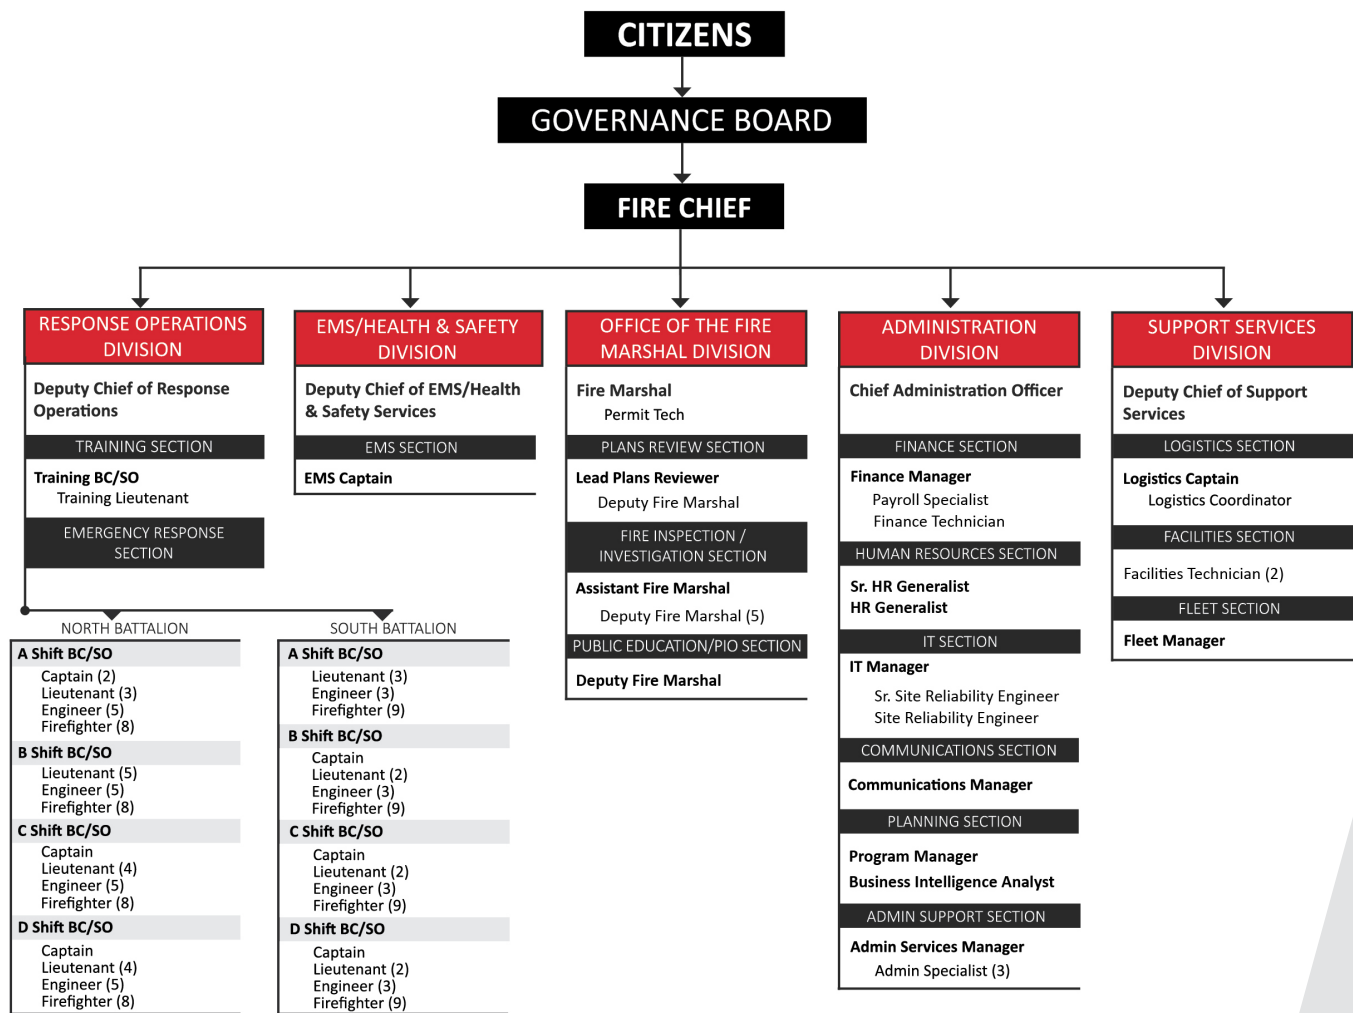 CITIZENS
GOVERNANCE BOARD
FIRE CHIEF
RESPONSE OPERATIONS
DIVISION
Deputy Chief of Response
Operations
TRAINING SECTION
Training BC/SO
Training Lieutenant
EMERGENCY RESPONSE
SECTION
NORTH BATTALION
A Shift BC/SO
Captain (2)
Lieutenant (3)
Engineer (5)
Firefighter (8)
B Shift BC/SO
Lieutenant (5)
Engineer (5)
Firefighter (8)
C Shift BC/SO
Captain
Lieutenant (4)
Engineer (5)
Firefighter (8)
D Shift BC/SO
Captain
Lieutenant (4)
Engineer (5)
Firefighter (8)
SOUTH BATTALION
A Shift BC/SO
Lieutenant (3)
Engineer (3)
Firefighter (9)
B Shift BC/SO
Captain
Lieutenant (2)
Engineer (3)
Firefighter (9)
C Shift BC/SO
Captain
Lieutenant (2)
Engineer (3)
Firefighter (9)
D Shift BC/SO
Captain
Lieutenant (2)
Engineer (3)
Firefighter (9)
EMS/HEALTH & SAFETY
DIVISION
Deputy Chief of EMS/Health
& Safety Services
EMS SECTION
EMS Captain
OFFICE OF THE FIRE
MARSHAL DIVISION
Fire Marshal
Permit Tech
PLANS REVIEW SECTION
Lead Plans Reviewer
Deputy Fire Marshal
FIRE INSPECTION /
INVESTIGATION SECTION
Assistant Fire Marshal
Deputy Fire Marshal (5)
PUBLIC EDUCATION/PIO SECTION
Deputy Fire Marshal
ADMINISTRATION
DIVISION
Chief Administration Officer
FINANCE SECTION
Finance Manager
Payroll Specialist
Finance Technician
HUMAN RESOURCES SECTION
Sr. HR Generalist
HR Generalist
IT SECTION
IT Manager
Sr. Site Reliability Engineer
Site Reliability Engineer
COMMUNICATIONS SECTION
Communications Manager
PLANNING SECTION
Program Manager
Business Intelligence Analyst
ADMIN SUPPORT SECTION
Admin Services Manager
Admin Specialist (3)
SUPPORT SERVICES
DIVISION
Deputy Chief of Support
Services
LOGISTICS SECTION
Logistics Captain
Logistics Coordinator
FACILITIES SECTION
Facilities Technician (2)
FLEET SECTION
Fleet Manager